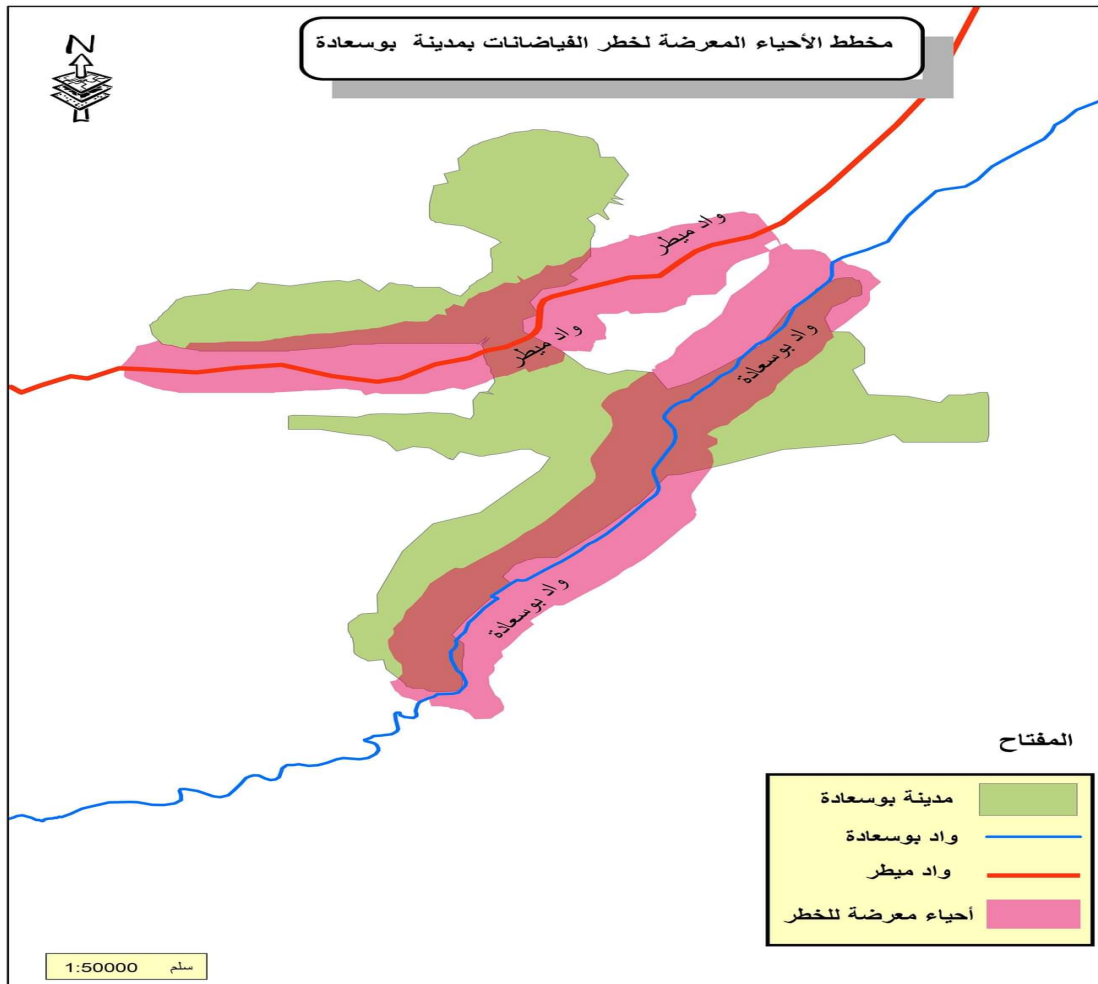 مخطط الأحياء المعرضة لخطر الفياضانات بمدينة بوسعادة
N
واد ميطر
واد ميطر
واد بوسعادة
واد بوسعادة
المفتاح
مدينة بوسعادة
واد بوسعادة
واد ميطر
أحياء معرضة للخطر
سلم 1:50000